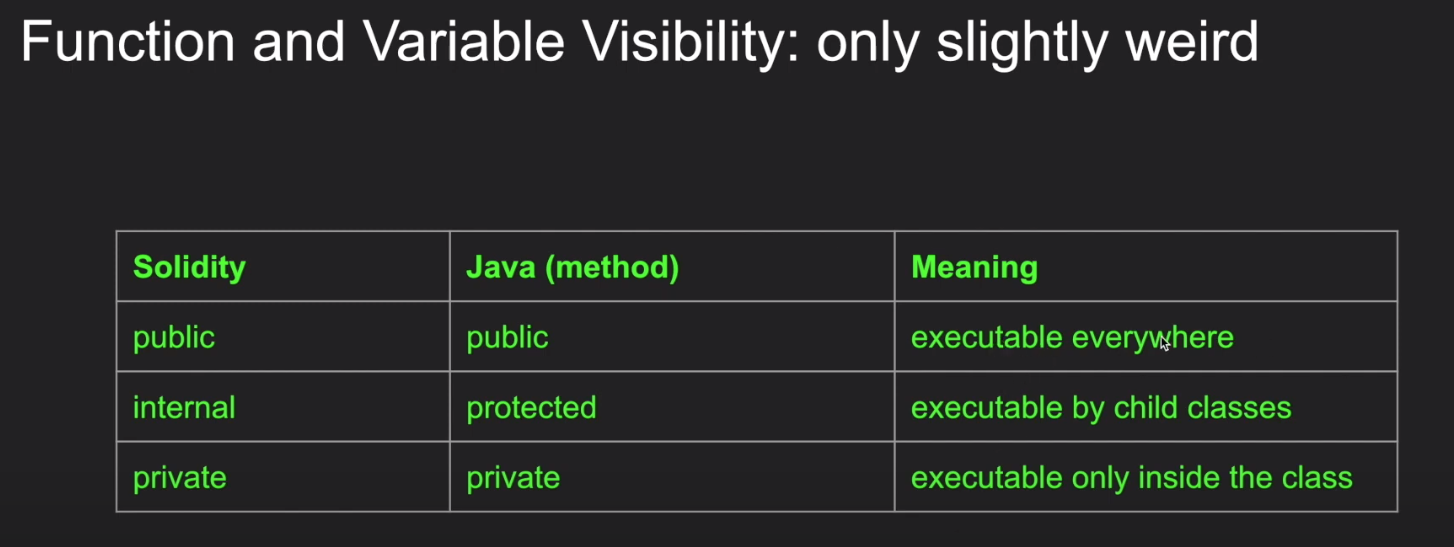 Function and Variable Visibility: only slightly weird
Solidity Java (method) Meaning
public public executable everywhere
internal protected executable by child classes
private private executable only inside the class